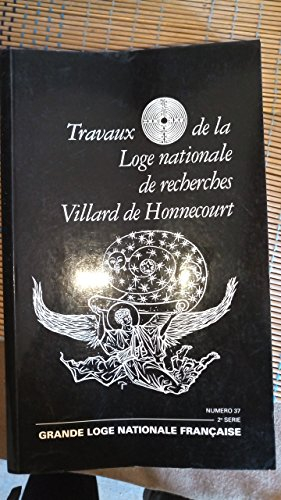 Travaux de la
Loge nationale
de recherches
Villard de Honnecourt
NUMERO 37
2e SERIE
GRANDE LOGE NATIONALE FRANÇAISE